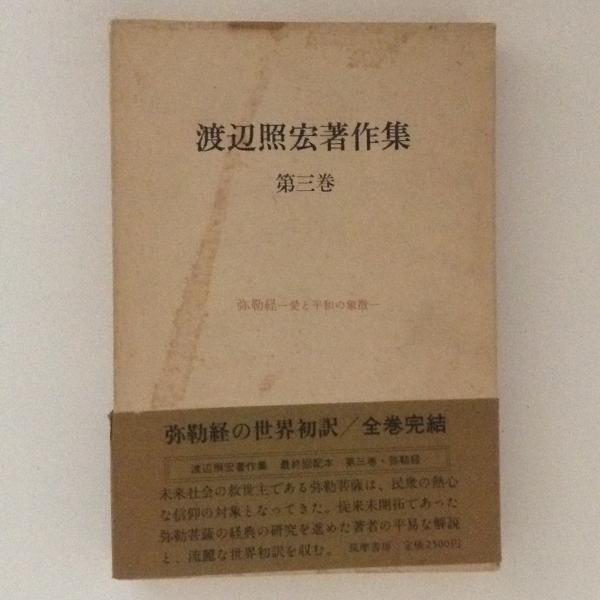 渡辺照宏著作集
第三巻
弥勒経—愛と平和の象徴—
弥勒経の世界初訳／全巻完結
渡辺照宏著作集 最終回配本 第三巻・弥勒経
未来社会の救世主である弥勒菩薩は、民衆の熱心
な信仰の対象となってきた。従来未開拓であった
弥勒菩薩の経典の研究を進めた著者の平易な解説
と、流麗な世界初訳を収む。 筑摩書房・定価2500円